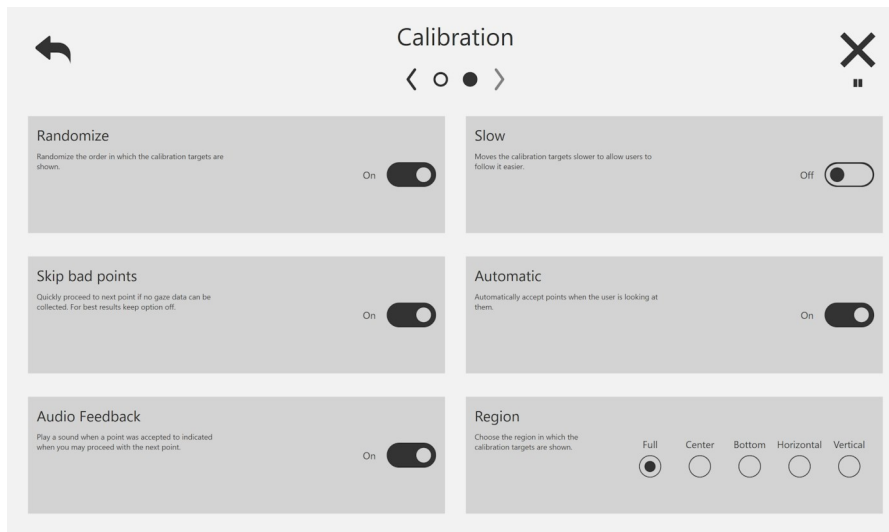 Calibration
Randomize
Randomize the order in which the calibration targets are
shown.
On
Slow
Moves the calibration targets slower to allow users to
follow it easier.
Off
Skip bad points
Quickly proceed to next point if no gaze data can be
collected. For best results keep option off.
On
Automatic
Automatically accept points when the user is looking at
them.
On
Audio Feedback
Play a sound when a point was accepted to indicated
when you may proceed with the next point.
On
Region
Choose the region in which the
calibration targets are shown.
Full Center Bottom Horizontal Vertical